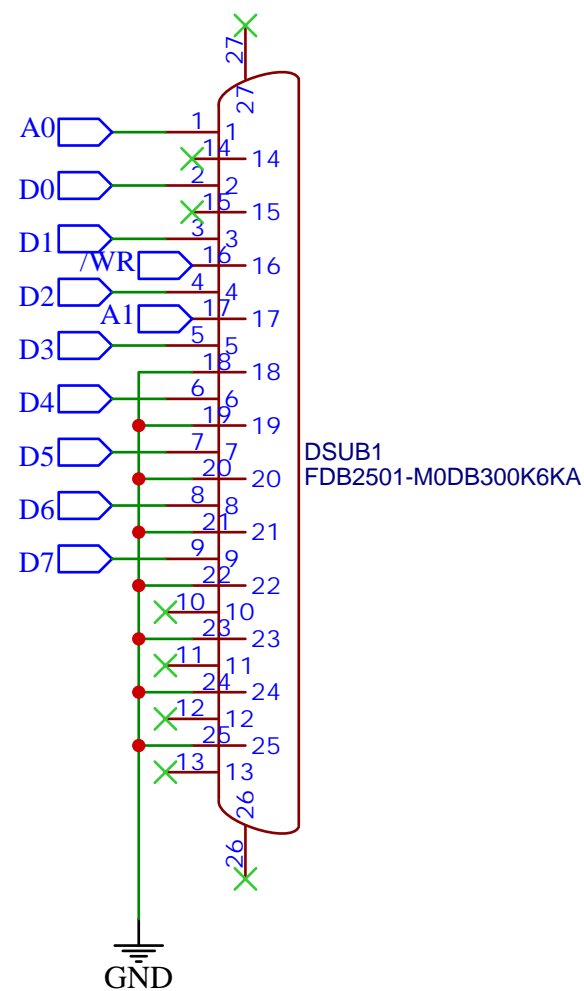 27
27
A0 1 1
14 14
D0 2 2
15 15
D1 3 3
/WR 16 16
D2 4 4
A1 17 17
D3 5 5
18 18
D4 6 6
19 19
D5 7 7
DSUB1
20 20
FDB2501-M0DB300K6KA
D6 8 8
21 21
D7 9 9
22 22
10 10
23 23
11 11
24 24
12 12
25 25
13 13
26
26
GND